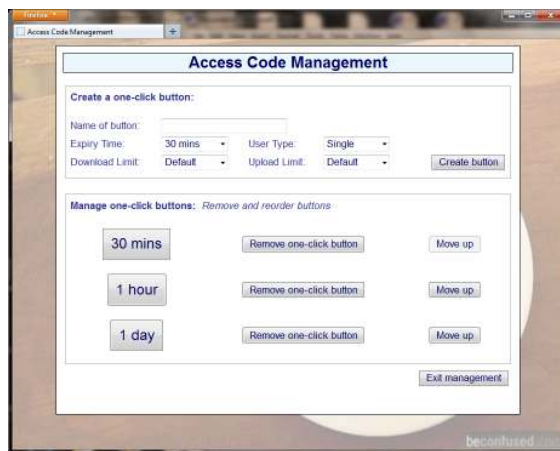 Firefox
Access Code Management
Access Code Management
Create a one-click button:
Name of button:
Expiry Time: 30 mins User Type: Single
Download Limit: Default Upload Limit: Default Create button
Manage one-click buttons: Remove and reorder buttons
30 mins Remove one-click button Move up
1 hour Remove one-click button Move up
1 day Remove one-click button Move up
Exit management
beconfused